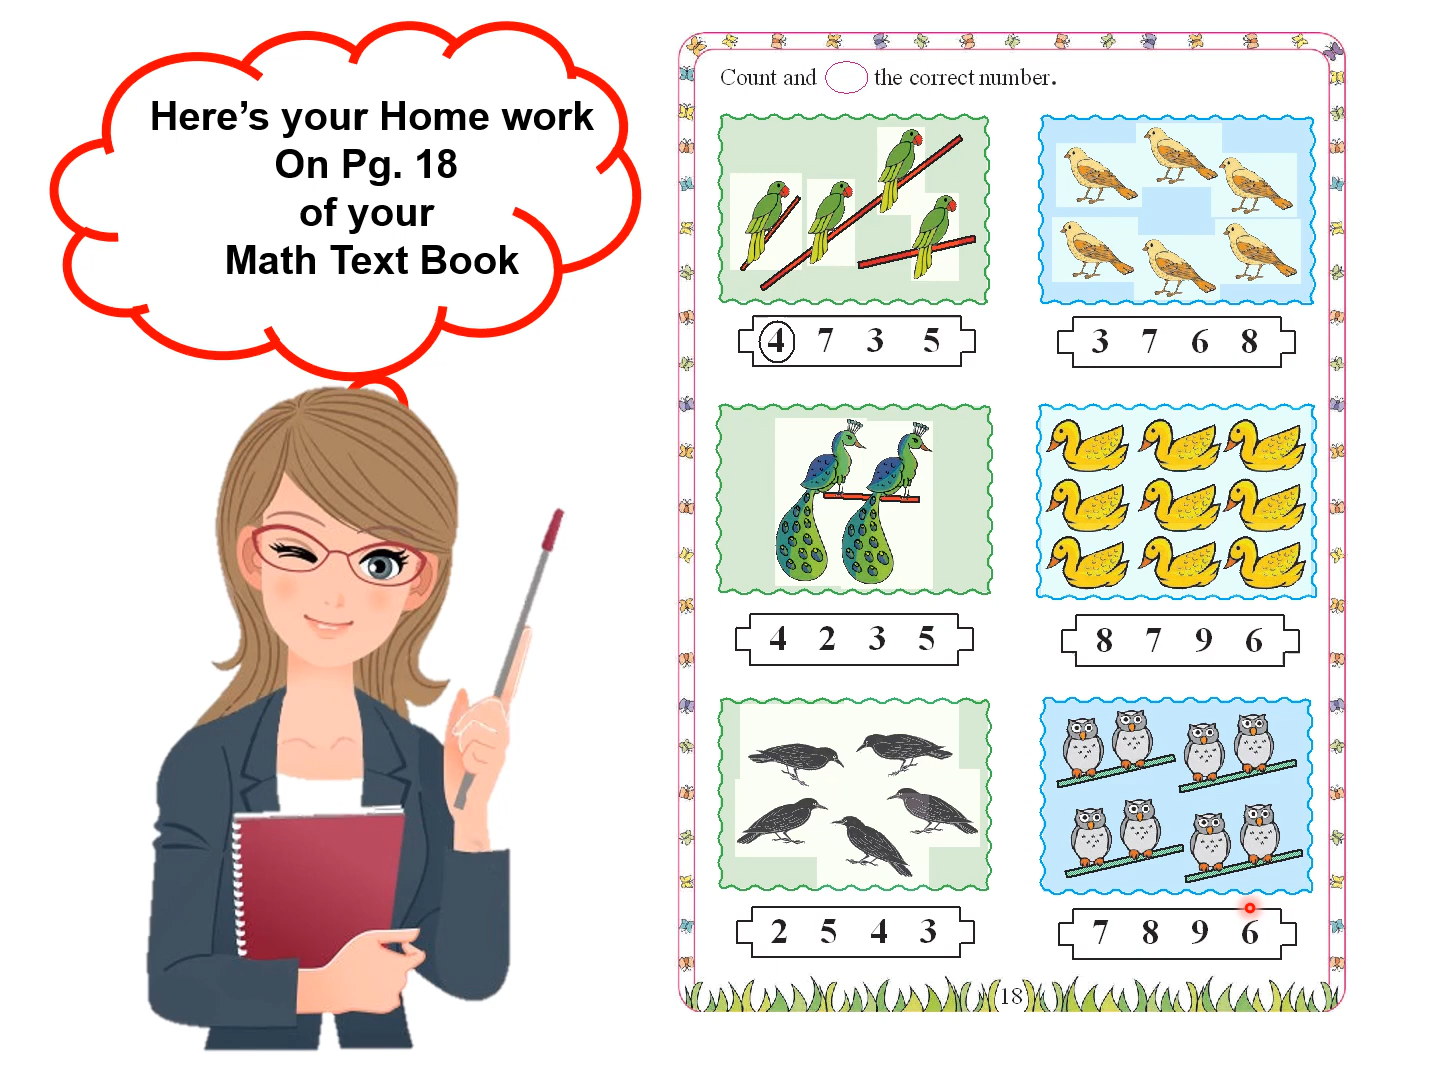 Here’s your Home work
On Pg. 18
of your
Math Text Book
Count and the correct number.
4 7 3 5
3 7 6 8
4 2 3 5
8 7 9 6
2 5 4 3
7 8 9 6
18